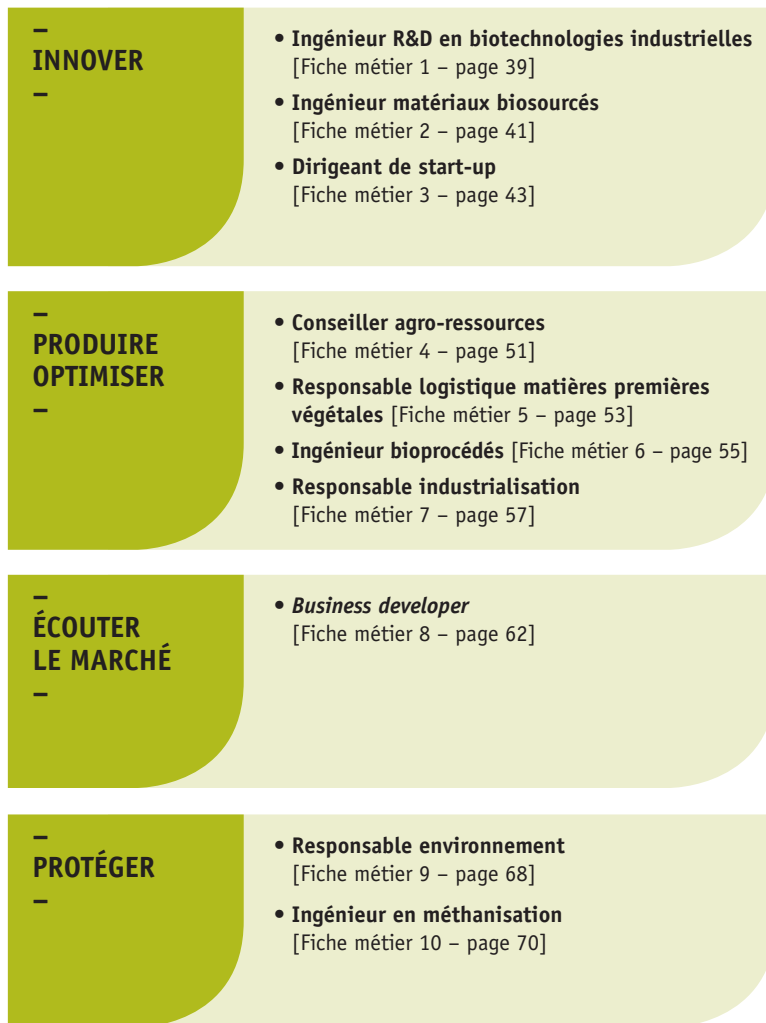 –
INNOVER
–
• Ingénieur R&D en biotechnologies industrielles
[Fiche métier 1 – page 39]
• Ingénieur matériaux biosourcés
[Fiche métier 2 – page 41]
• Dirigeant de start-up
[Fiche métier 3 – page 43]
–
PRODUIRE
OPTIMISER
–
• Conseiller agro-ressources
[Fiche métier 4 – page 51]
• Responsable logistique matières premières
végétales [Fiche métier 5 – page 53]
• Ingénieur bioprocédés [Fiche métier 6 – page 55]
• Responsable industrialisation
[Fiche métier 7 – page 57]
–
ÉCOUTER
LE MARCHÉ
–
• Business developer
[Fiche métier 8 – page 62]
–
PROTÉGER
–
• Responsable environnement
[Fiche métier 9 – page 68]
• Ingénieur en méthanisation
[Fiche métier 10 – page 70]